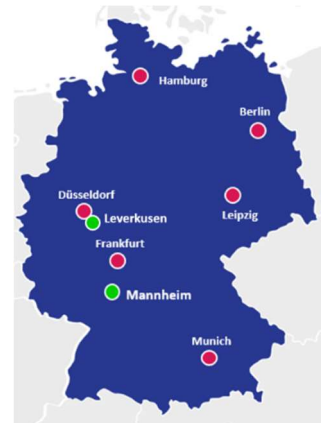 Hamburg
Berlin
Düsseldorf
Leverkusen
Leipzig
Frankfurt
Mannheim
Munich